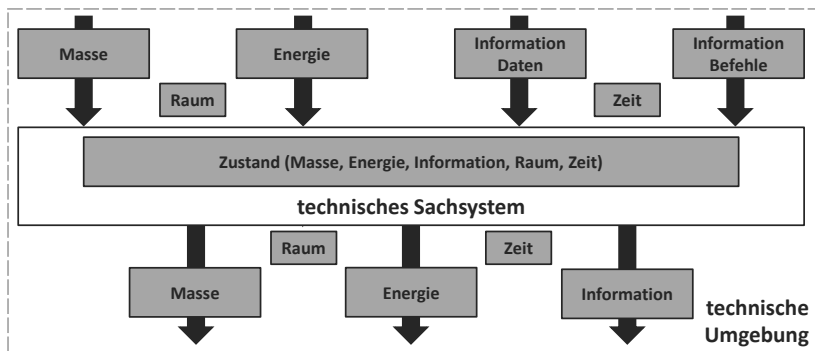 Masse
Energie
Information
Daten
Information
Befehle
Raum
Zeit
Zustand (Masse, Energie, Information, Raum, Zeit)
technisches Sachsystem
Raum
Zeit
Masse
Energie
Information
technische
Umgebung